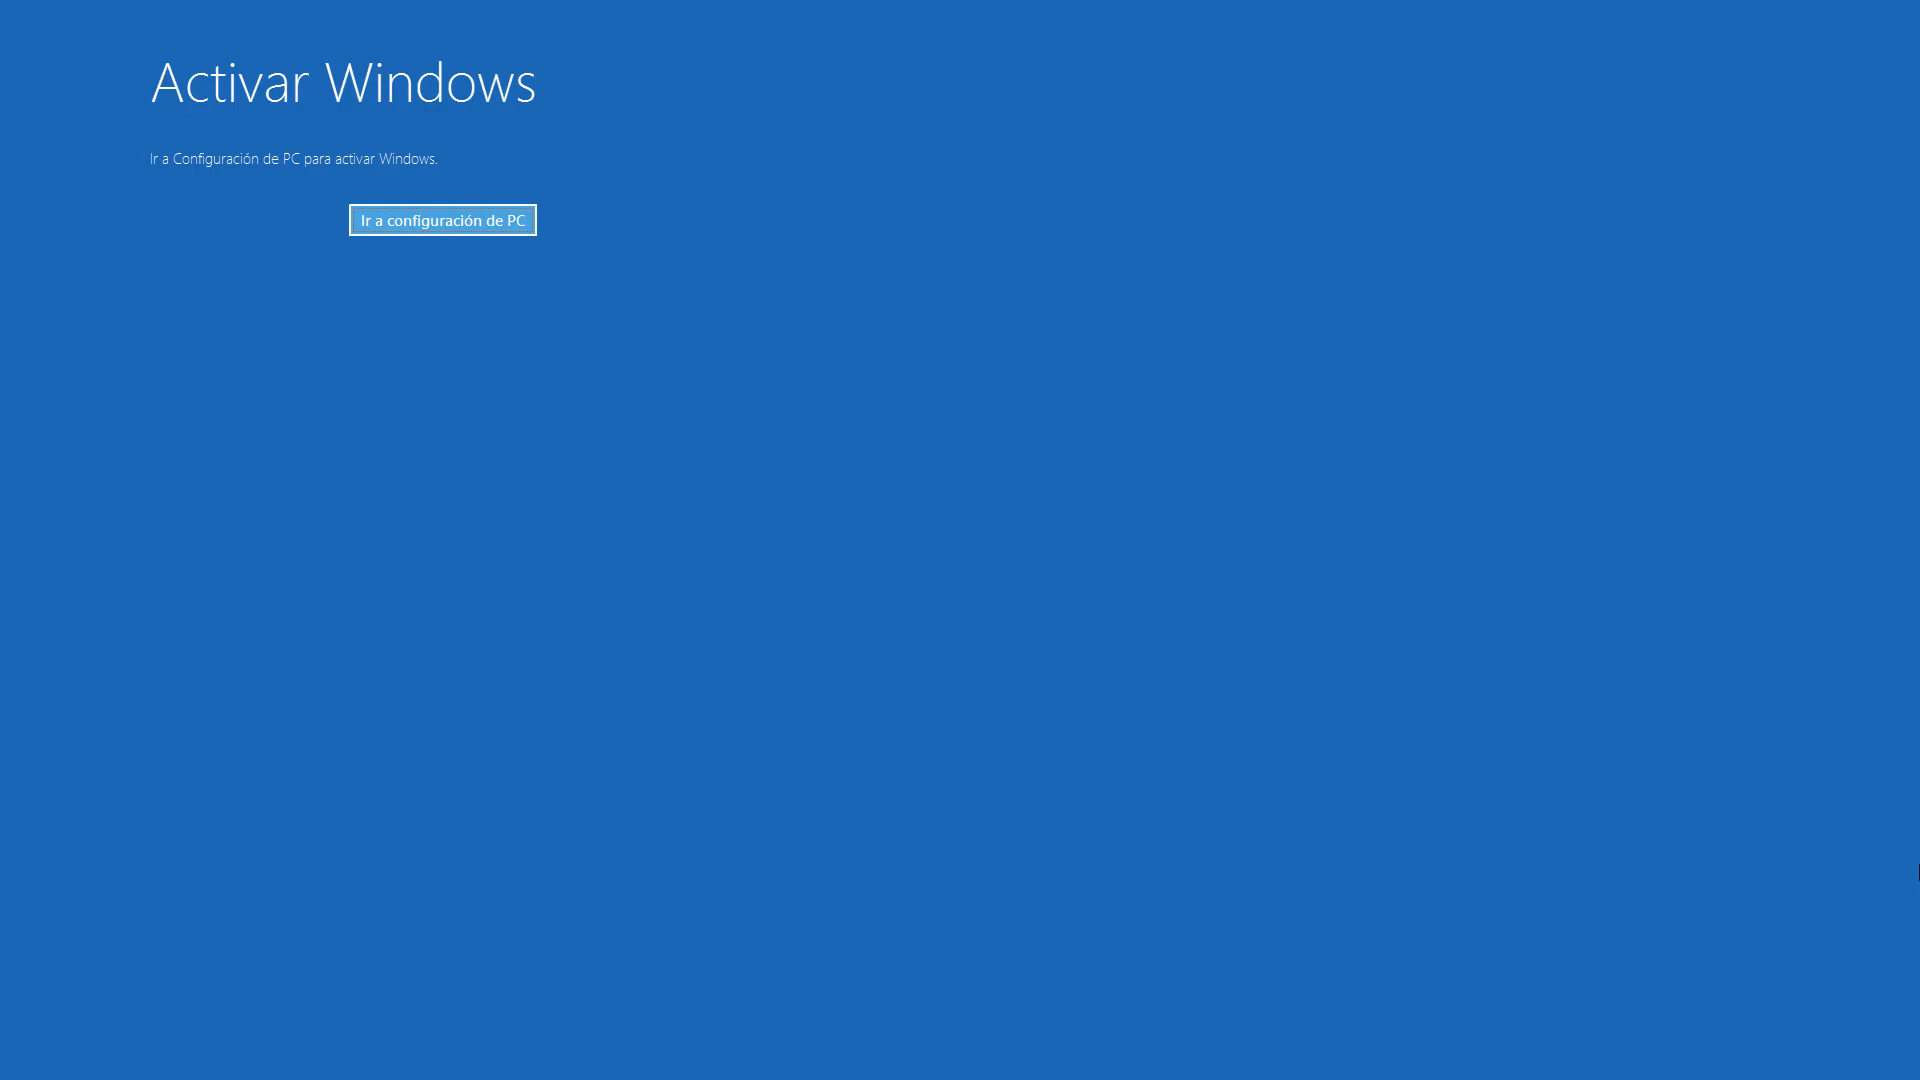 Activar Windows
Ir a Configuración de PC para activar Windows.
Ir a configuración de PC